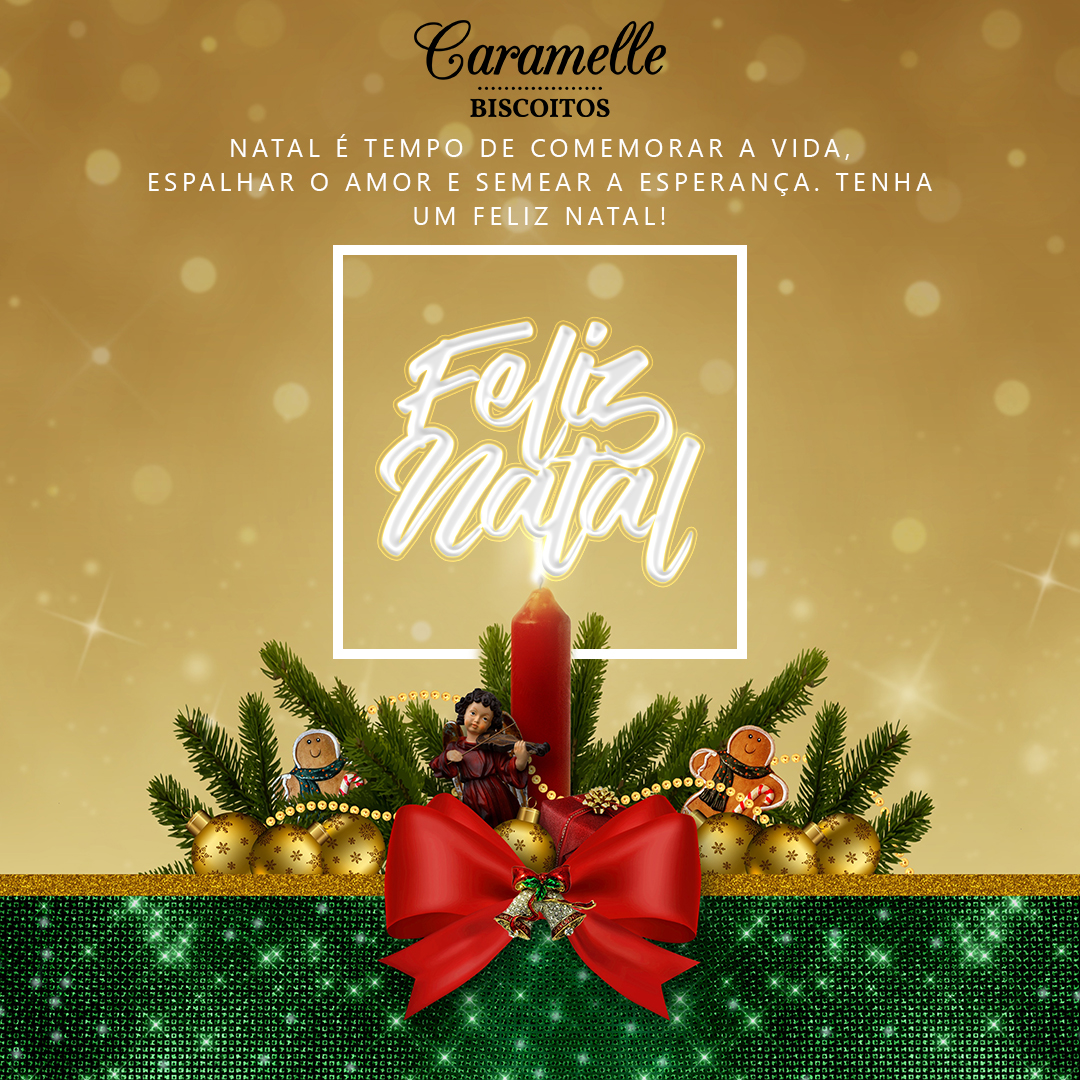 Caramelle
BISCOITOS
NATAL É TEMPO DE COMEMORAR A VIDA,
ESPALHAR O AMOR E SEMEAR A ESPERANÇA. TENHA
UM FELIZ NATAL!
Feliz
Natal